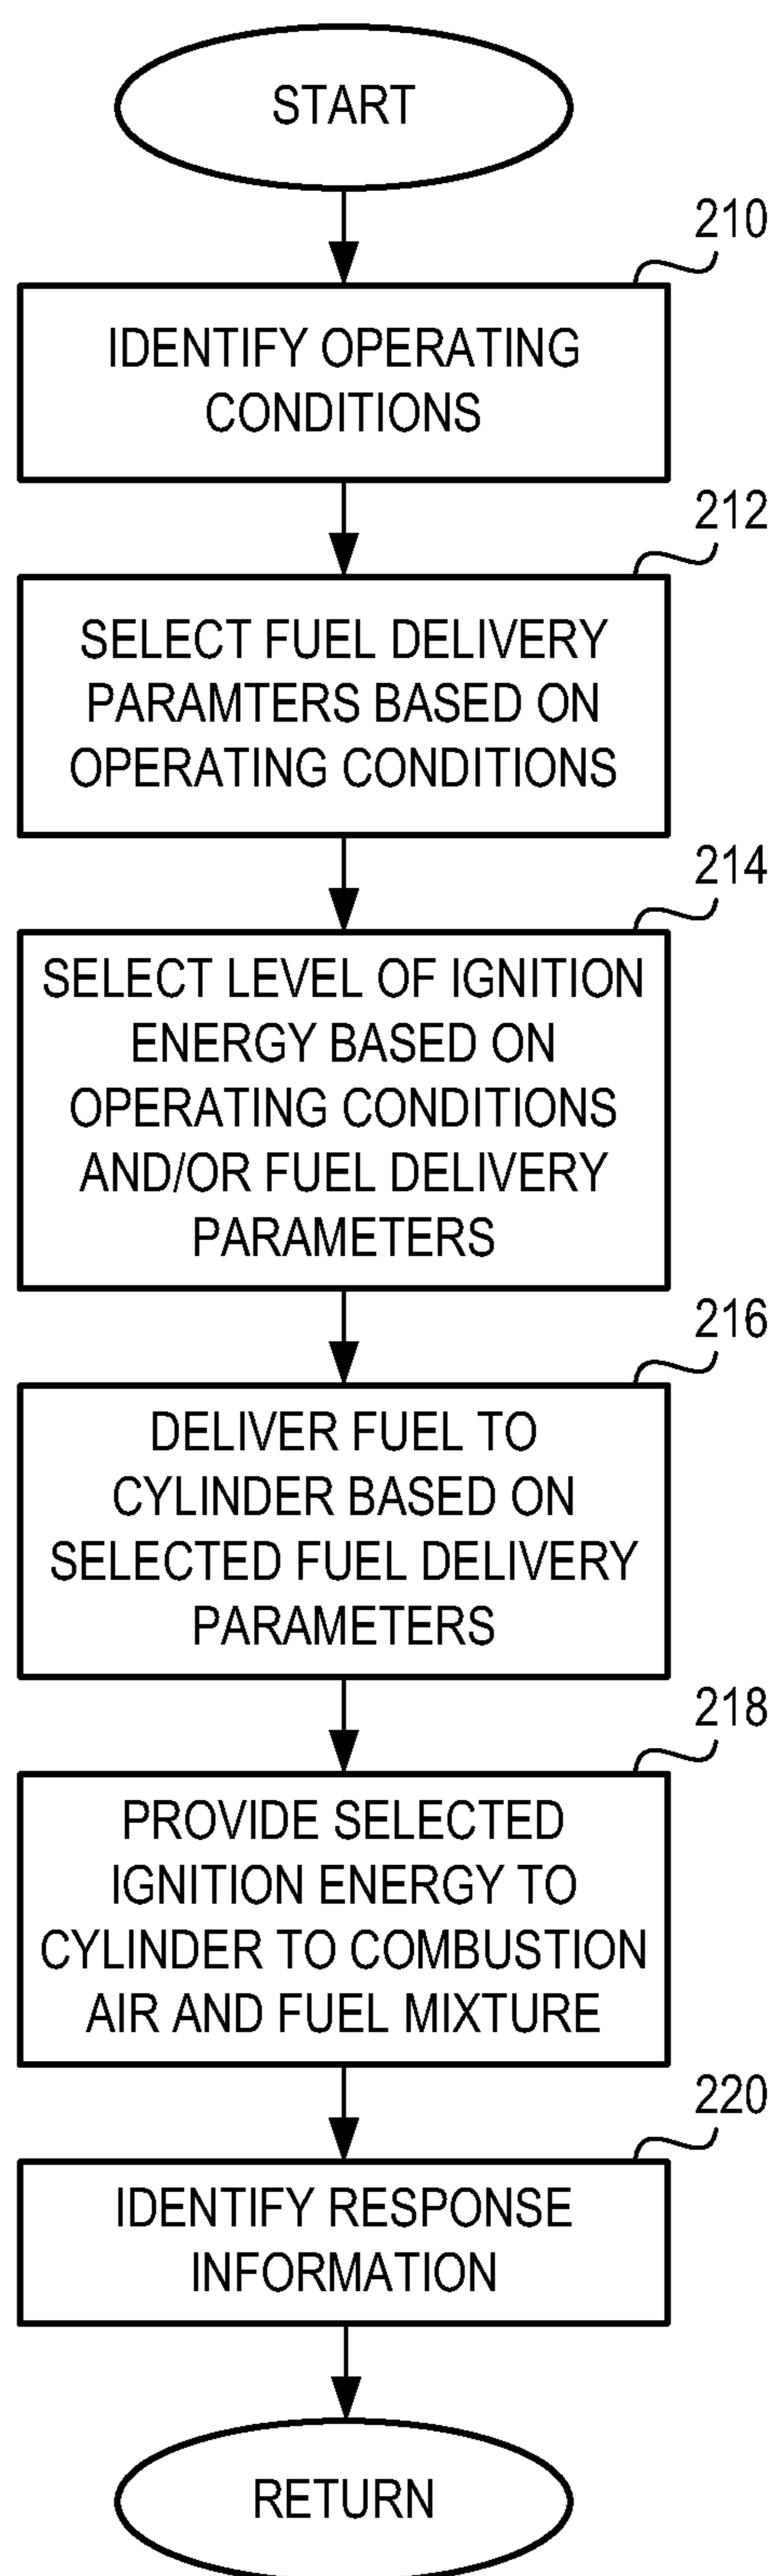 START
210
IDENTIFY OPERATING
CONDITIONS
212
SELECT FUEL DELIVERY
PARAMTERS BASED ON
OPERATING CONDITIONS
214
SELECT LEVEL OF IGNITION
ENERGY BASED ON
OPERATING CONDITIONS
AND/OR FUEL DELIVERY
PARAMETERS
216
DELIVER FUEL TO
CYLINDER BASED ON
SELECTED FUEL DELIVERY
PARAMETERS
218
PROVIDE SELECTED
IGNITION ENERGY TO
CYLINDER TO COMBUSTION
AIR AND FUEL MIXTURE
220
IDENTIFY RESPONSE
INFORMATION
RETURN